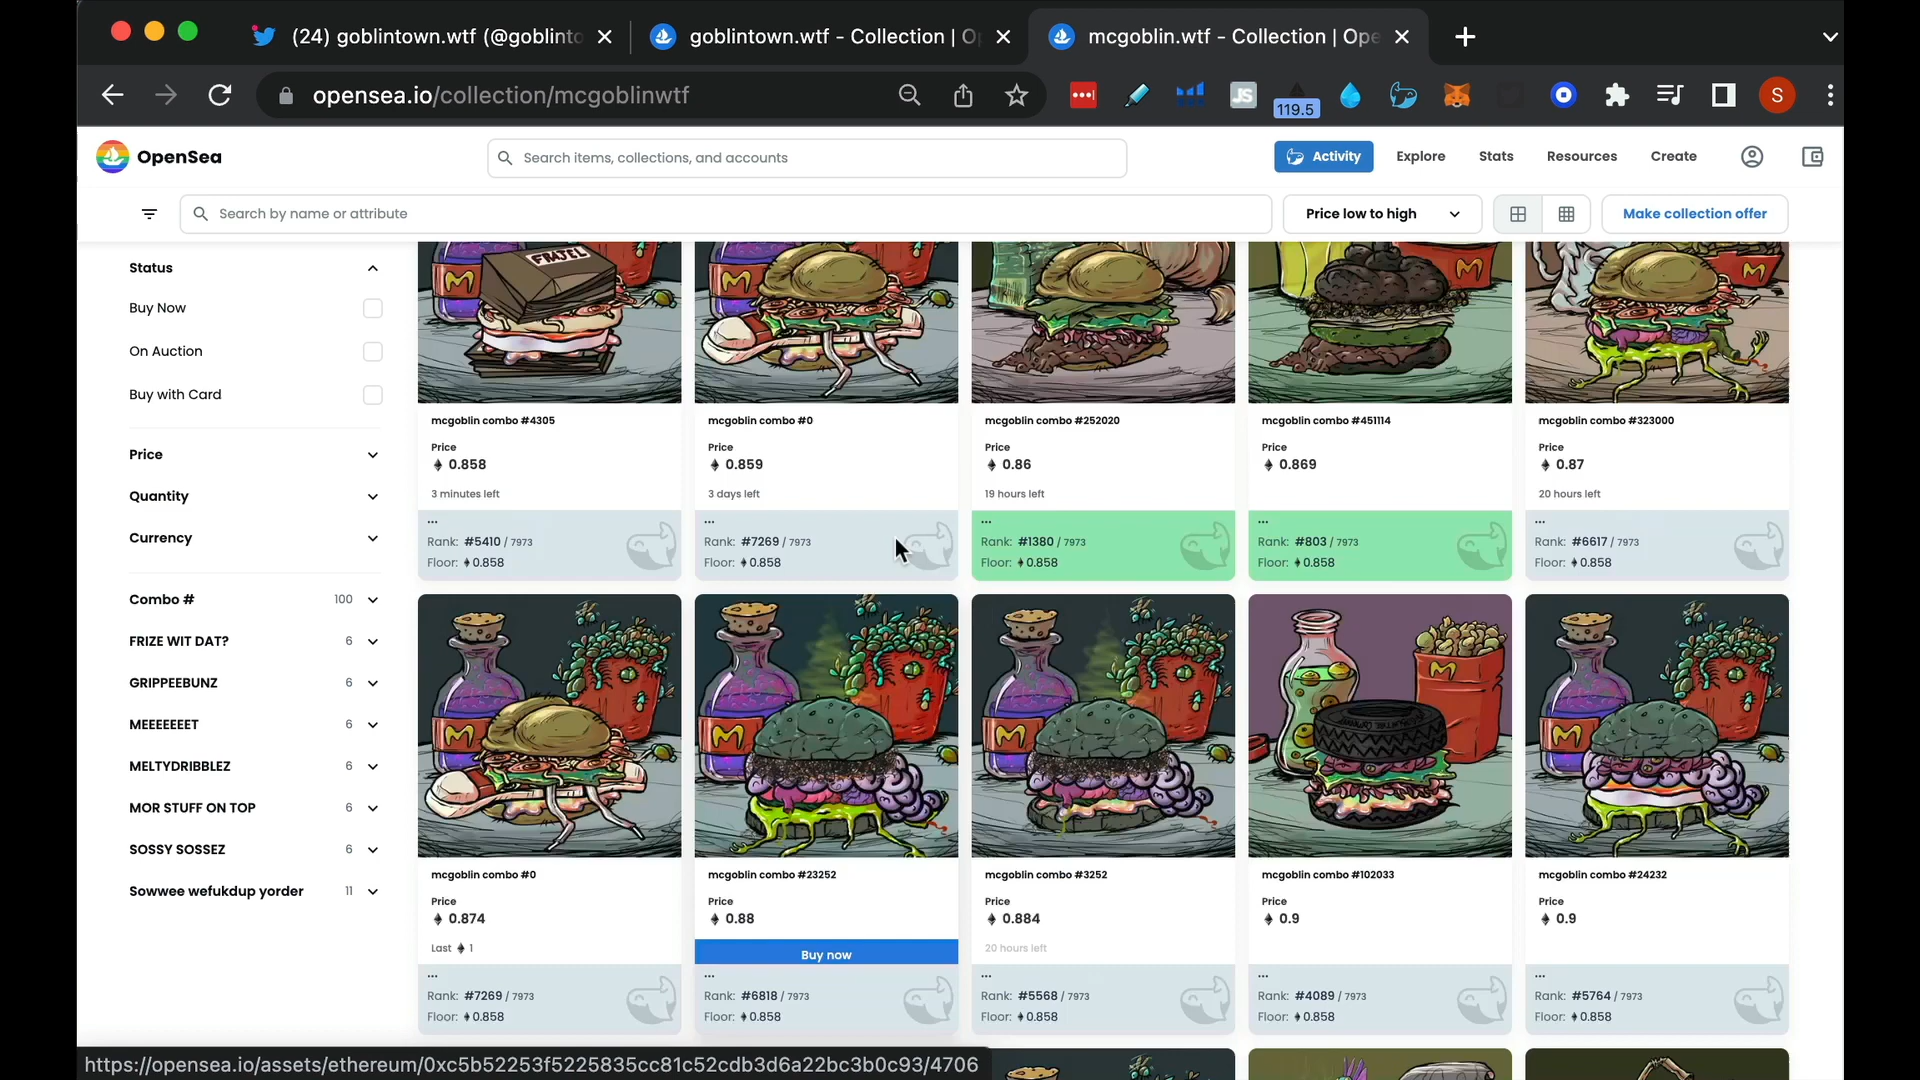 (24) goblintown.wtf (@goblinto
goblintown.wtf - Collection | O
mcgoblin.wtf - Collection | Ope
opensea.io/collection/mcgoblinwtf
JS
119.5
S
OpenSea
Search items, collections, and accounts
Activity
Explore
Stats
Resources
Create
Search by name or attribute
Price low to high
Make collection offer
Status
Buy Now
On Auction
Buy with Card
Price
Quantity
Currency
Combo # 100
FRIZE WIT DAT? 6
GRIPPEEBUNZ 6
MEEEEEEET 6
MELTYDRIBBLEZ 6
MOR STUFF ON TOP 6
SOSSY SOSSEZ 6
Sowwee wefukdup yorder 11
M
M
M
M
mcgoblin combo #4305
Price
0.858
3 minutes left
...
Rank: #5410 / 7973
Floor: 0.858
mcgoblin combo #0
Price
0.859
3 days left
...
Rank: #7269 / 7973
Floor: 0.858
mcgoblin combo #252020
Price
0.86
19 hours left
...
Rank: #1380 / 7973
Floor: 0.858
mcgoblin combo #451114
Price
0.869
...
Rank: #803 / 7973
Floor: 0.858
mcgoblin combo #323000
Price
0.87
20 hours left
...
Rank: #6617 / 7973
Floor: 0.858
M
M
M
M
M
mcgoblin combo #0
Price
0.874
Last 1
...
Rank: #7269 / 7973
Floor: 0.858
mcgoblin combo #23252
Price
0.88
Buy now
...
Rank: #6818 / 7973
Floor: 0.858
mcgoblin combo #3252
Price
0.884
20 hours left
...
Rank: #5568 / 7973
Floor: 0.858
mcgoblin combo #102033
Price
0.9
...
Rank: #4089 / 7973
Floor: 0.858
mcgoblin combo #24232
Price
0.9
...
Rank: #5764 / 7973
Floor: 0.858
https://opensea.io/assets/ethereum/0xc5b52253f5225835cc81c52cdb3d6a22bc3b0c93/4706